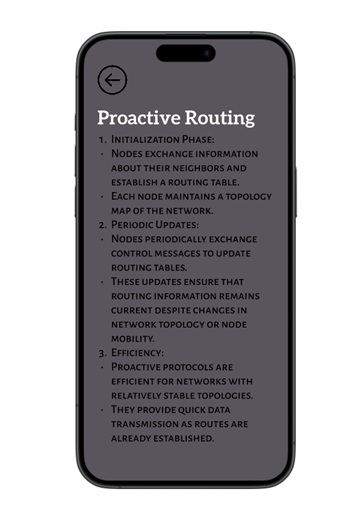 Proactive Routing
1. Initialization Phase:
• Nodes exchange information
about their neighbors and
establish a routing table.
• Each node maintains a topology
map of the network.
2. Periodic Updates:
• Nodes periodically exchange
control messages to update
routing tables.
• These updates ensure that
routing information remains
current despite changes in
network topology or node
mobility.
3. Efficiency:
• Proactive protocols are
efficient for networks with
relatively stable topologies.
• They provide quick data
transmission as routes are
already established.